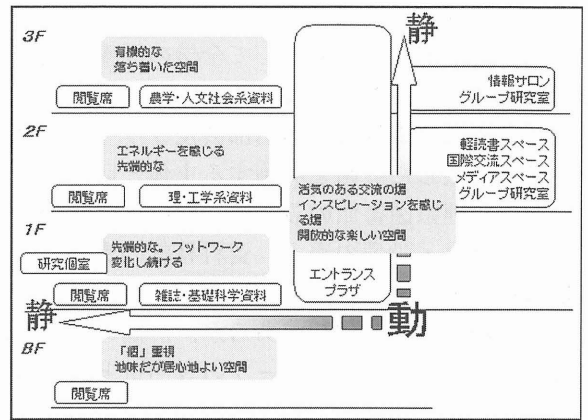 3F
有機的な
落ち着いた空間
閲覧席
農学・人文社会系資料
静
情報サロン
グループ研究室
2F
エネルギーを感じる
先端的な
閲覧席
理・工学系資料
軽読書スペース
国際交流スペース
メディアスペース
グループ研究室
活気のある交流の場
インスピレーションを感じ
る場
開放的な楽しい空間
1F
研究個室
先端的な。フットワーク
変化し続ける
閲覧席
雑誌・基礎科学資料
エントランス
プラザ
静
動
BF
「個」重視
地味だが居心地よい空間
閲覧席